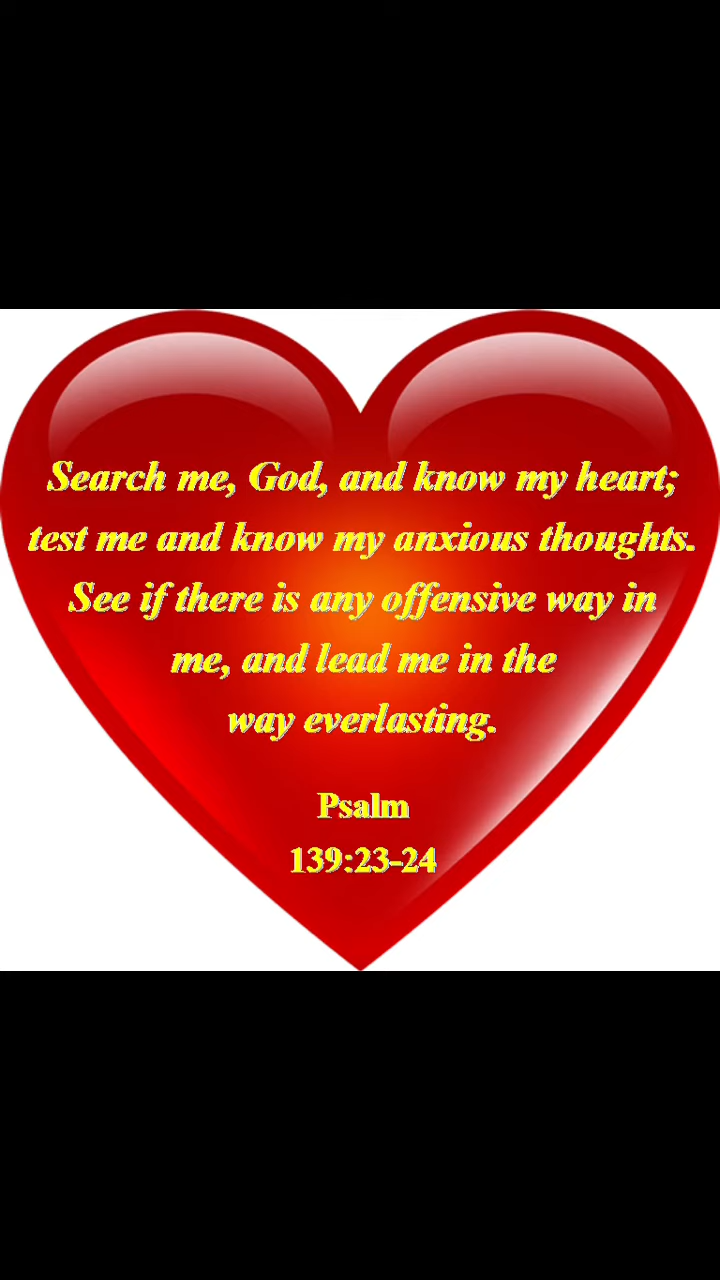 Search me, God, and know my heart;
test me and know my anxious thoughts.
See if there is any offensive way in
me, and lead me in the
way everlasting.
Psalm
139:23-24